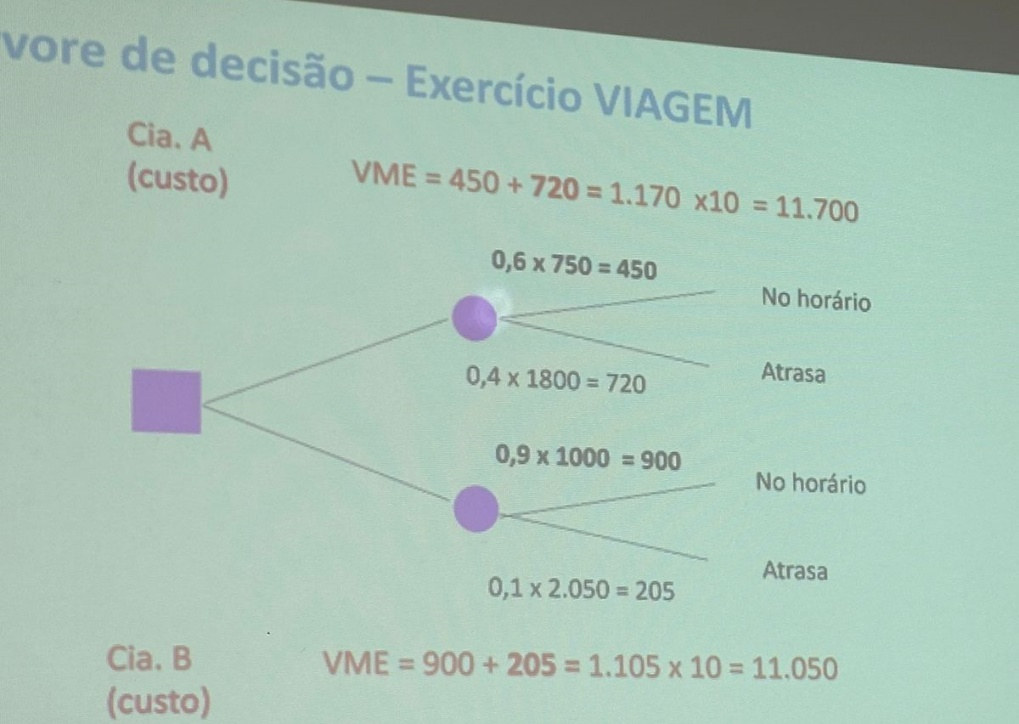 vore de decisão – Exercício VIAGEM
Cia. A
(custo)
VME = 450 + 720 = 1.170 x10 = 11.700
0,6 x 750 = 450
No horário
Atrasa
0,4 x 1800 = 720
0,9 x 1000 = 900
No horário
Atrasa
0,1 x 2.050 = 205
Cia. B
(custo)
VME = 900 + 205 = 1.105 x 10 = 11.050